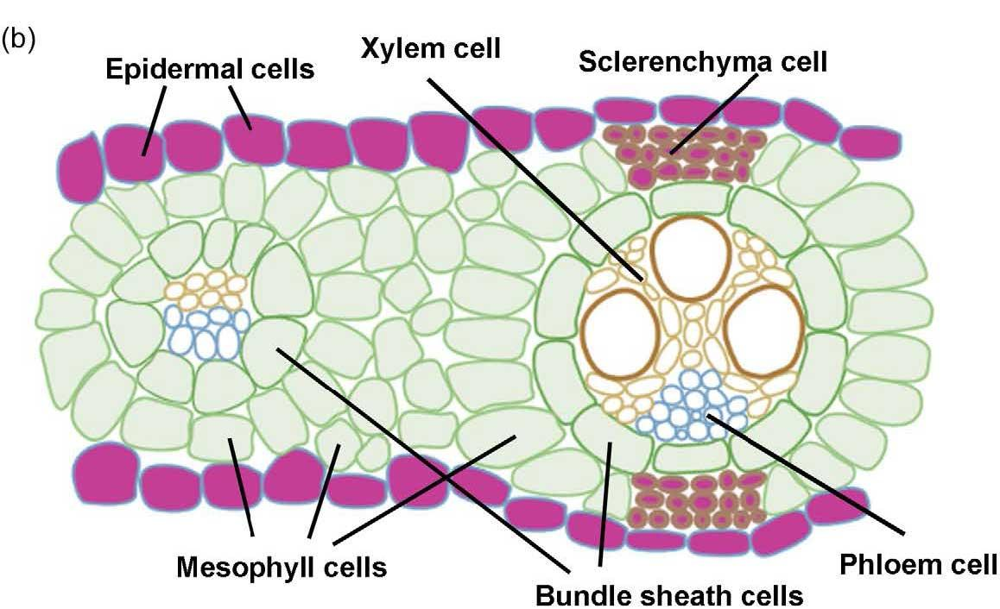 (b)
Xylem cell
Sclerenchyma cell
Epidermal cells
Mesophyll cells
Phloem cell
Bundle sheath cells